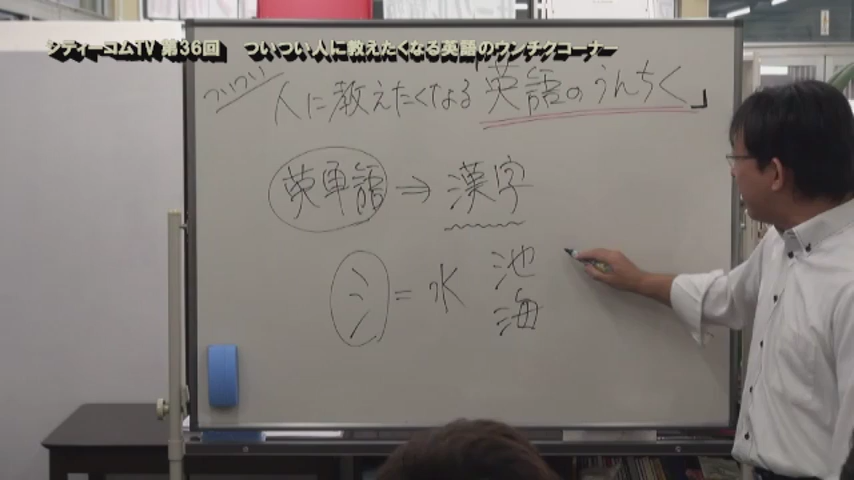 シティーコムTV 第36回 ついつい人に教えたくなる英語のウンチクコーナー
ついつい 人に教えたくなる「英語のうんちく」
英単語 ⇒ 漢字
氵 = 水 池
海